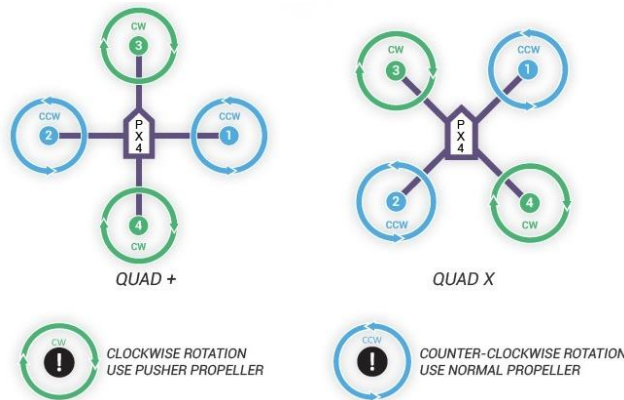 CW
3
CCW
2
P
X
4
CCW
1
4
CW
QUAD +
CW
3
CCW
1
P
X
4
2
CCW
4
CW
QUAD X
CW
!
CLOCKWISE ROTATION
USE PUSHER PROPELLER
CCW
!
COUNTER-CLOCKWISE ROTATION
USE NORMAL PROPELLER